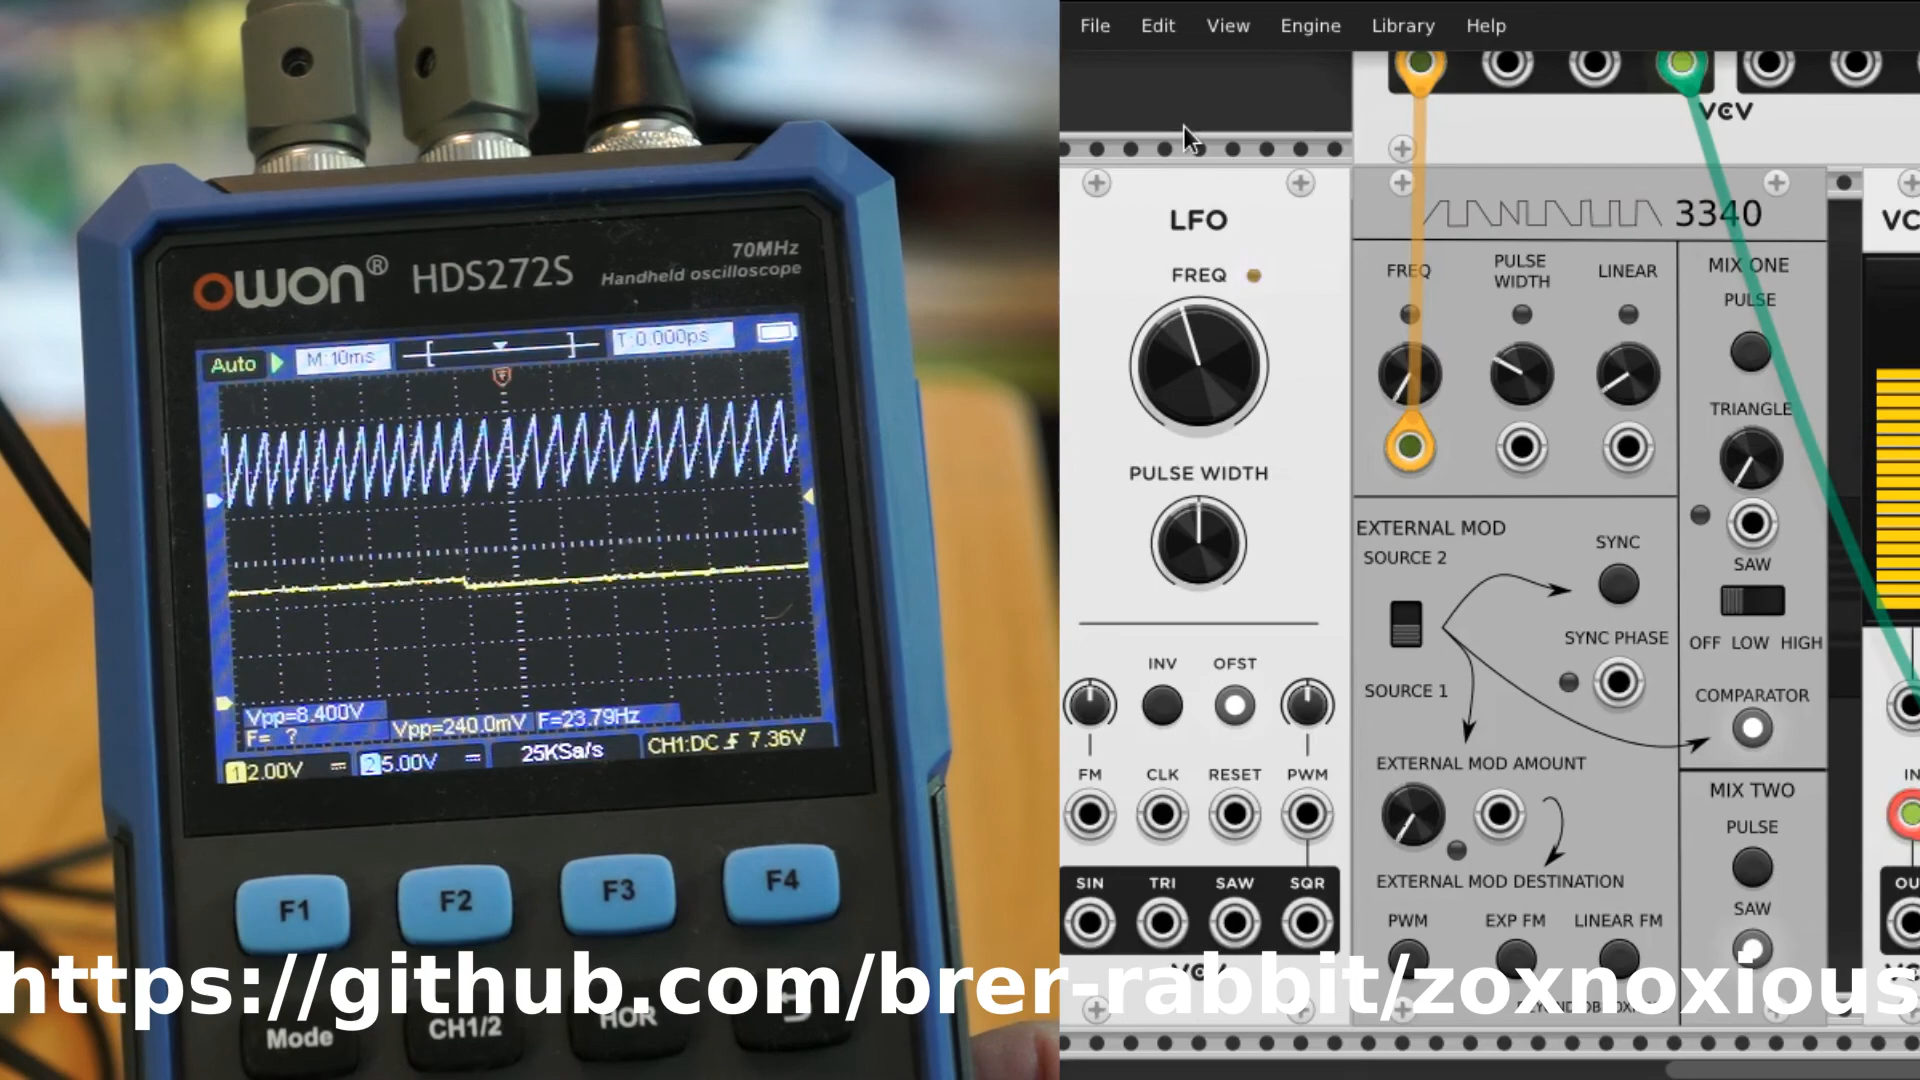 owon® HDS272S
70MHz
Handheld oscilloscope
Auto M:10ms T:0.000ps
Vpp=8.400V
F= ?
Vpp=240.0mV F=23.79Hz
1 2.00V 2 5.00V 25KSa/s CH1:DC 7.36V
F1 F2 F3 F4
Mode CH1/2 HOR
File Edit View Engine Library Help
VCV
LFO
FREQ
PULSE WIDTH
INV OFST
FM CLK RESET PWM
SIN TRI SAW SQR
3340
FREQ
PULSE
WIDTH
LINEAR
EXTERNAL MOD
SOURCE 2
SYNC
SYNC PHASE
SOURCE 1
EXTERNAL MOD AMOUNT
EXTERNAL MOD DESTINATION
PWM EXP FM LINEAR FM
MIX ONE
PULSE
TRIANGLE
SAW
OFF LOW HIGH
COMPARATOR
MIX TWO
PULSE
SAW
VC
IN
OU
https://github.com/brer-rabbit/zoxnoxious